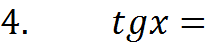 4. tgx =